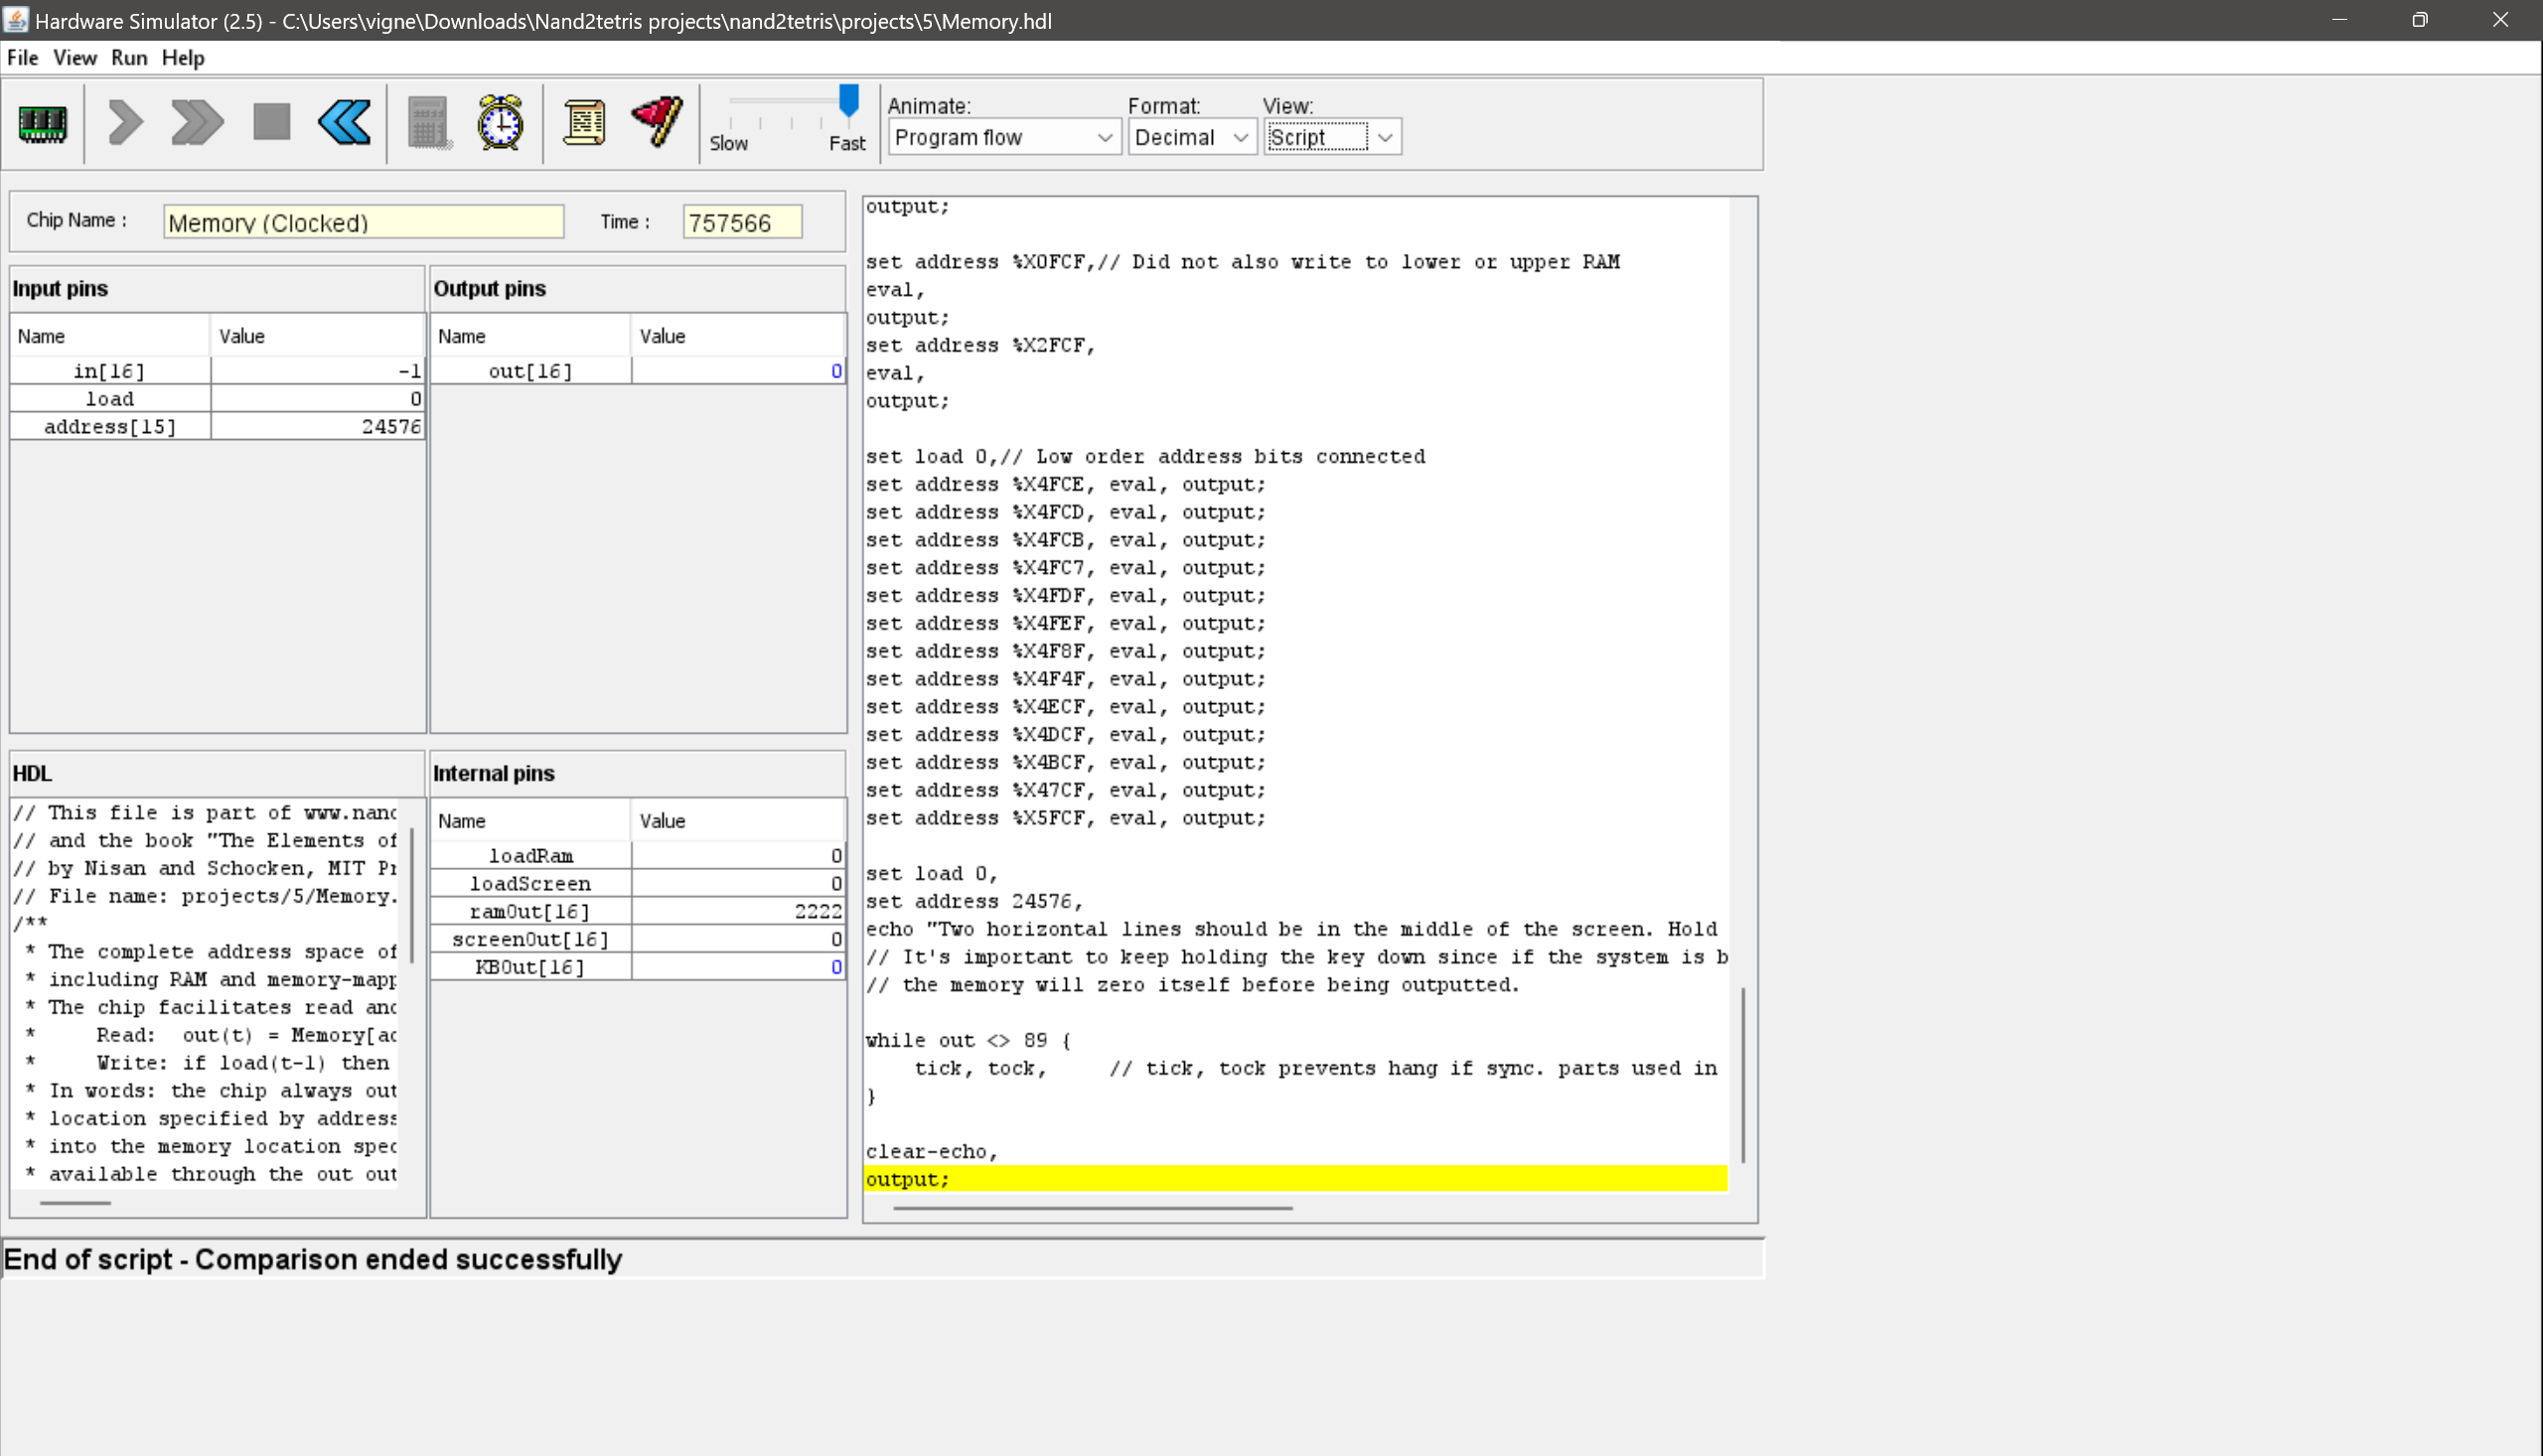 Hardware Simulator (2.5) - C:\Users\vigne\Downloads\Nand2tetris projects\nand2tetris\projects\5\Memory.hdl
File View Run Help
Slow Fast
Animate: Format: View:
Program flow Decimal Script
Chip Name : Memory (Clocked) Time : 757566
Input pins
Name Value
in[16] -1
load 0
address[15] 24576
Output pins
Name Value
out[16] 0
HDL
// This file is part of www.nand
// and the book "The Elements of
// by Nisan and Schocken, MIT Pr
// File name: projects/5/Memory.
/**
* The complete address space of
* including RAM and memory-mapp
* The chip facilitates read and
* Read: out(t) = Memory[ad
* Write: if load(t-1) then
* In words: the chip always out
* location specified by address
* into the memory location spec
* available through the out out
Internal pins
Name Value
loadRam 0
loadScreen 0
ramOut[16] 2222
screenOut[16] 0
KBOut[16] 0
output;
set address %X0FCF,// Did not also write to lower or upper RAM
eval,
output;
set address %X2FCF,
eval,
output;
set load 0,// Low order address bits connected
set address %X4FCE, eval, output;
set address %X4FCD, eval, output;
set address %X4FCB, eval, output;
set address %X4FC7, eval, output;
set address %X4FDF, eval, output;
set address %X4FEF, eval, output;
set address %X4F8F, eval, output;
set address %X4F4F, eval, output;
set address %X4ECF, eval, output;
set address %X4DCF, eval, output;
set address %X4BCF, eval, output;
set address %X47CF, eval, output;
set address %X5FCF, eval, output;
set load 0,
set address 24576,
echo "Two horizontal lines should be in the middle of the screen. Hold
// It's important to keep holding the key down since if the system is b
// the memory will zero itself before being outputted.
while out <> 89 {
tick, tock, // tick, tock prevents hang if sync. parts used in
}
clear-echo,
output;
End of script - Comparison ended successfully